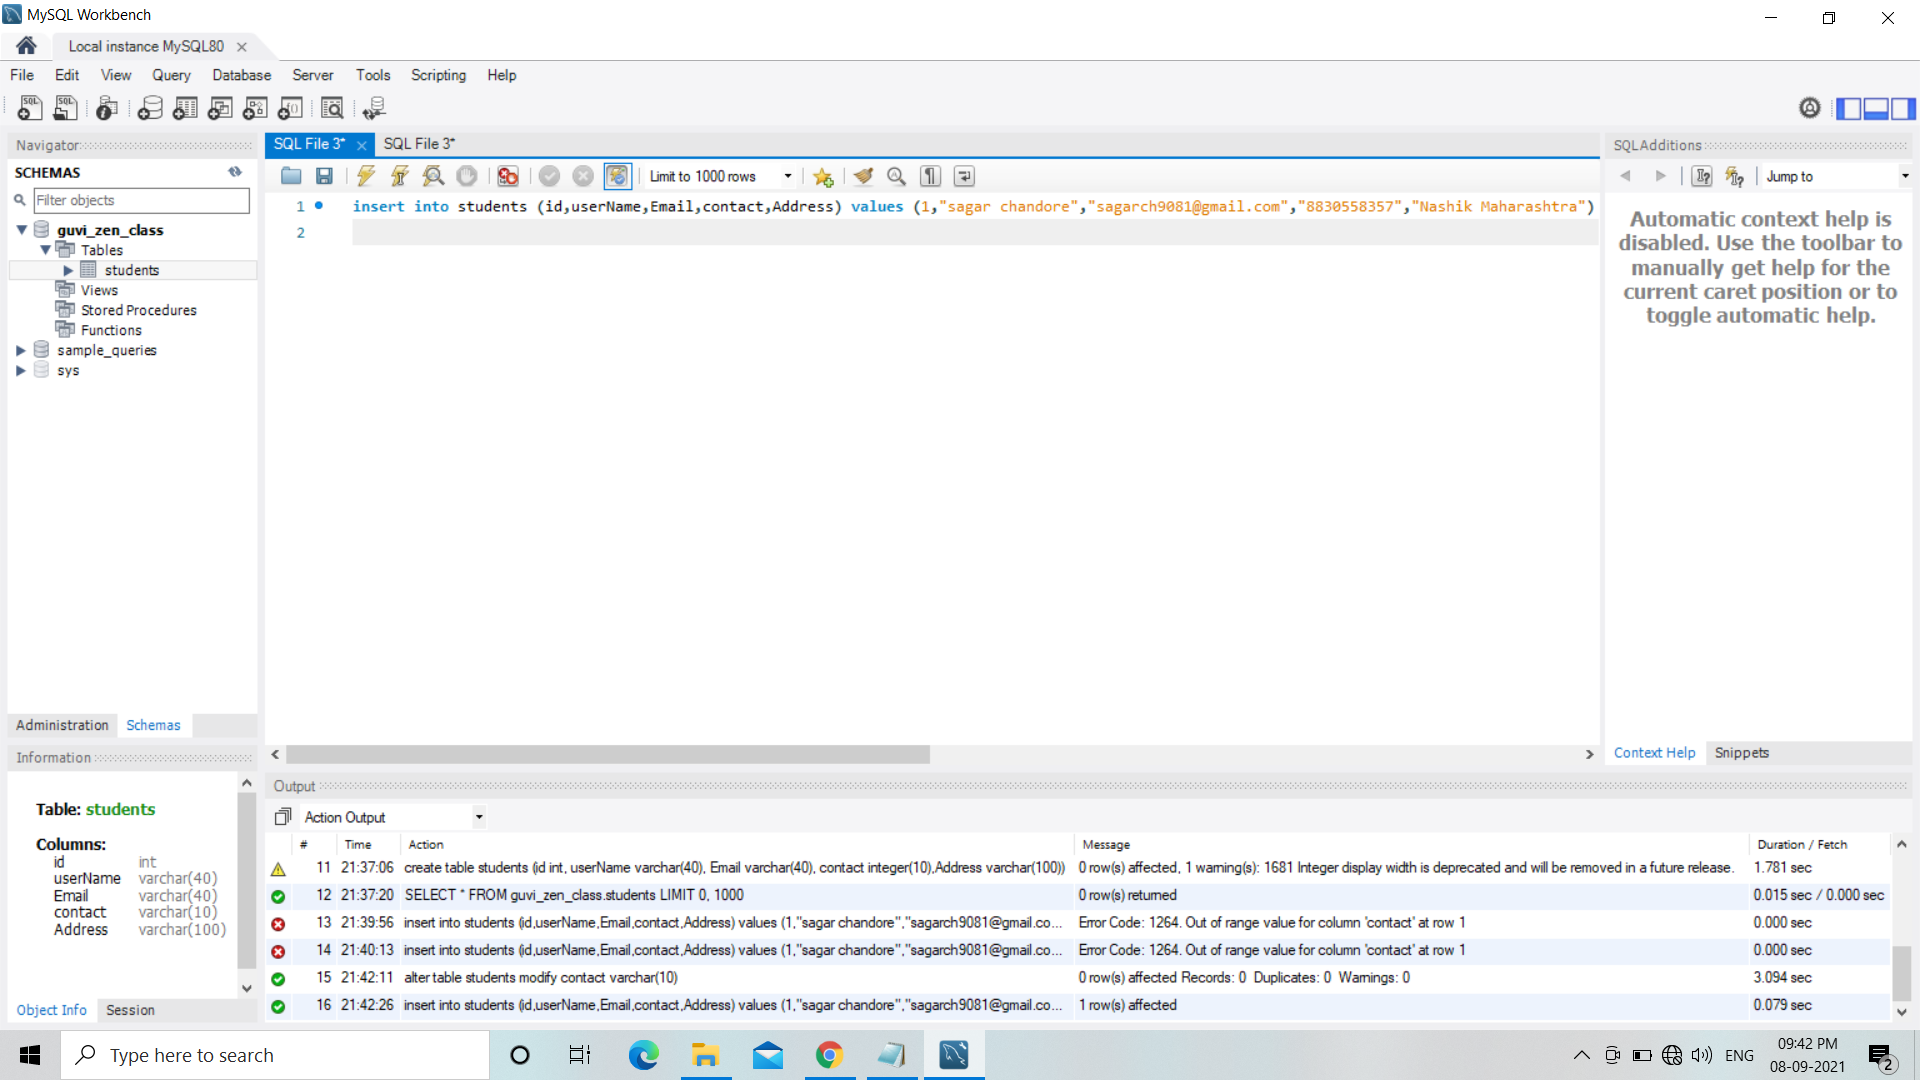 MySQL Workbench
Local instance MySQL80
File Edit View Query Database Server Tools Scripting Help
Navigator
SCHEMAS
Filter objects
guvi_zen_class
Tables
students
Views
Stored Procedures
Functions
sample_queries
sys
Administration Schemas
Information
Table: students
Columns:
id int
userName varchar(40)
Email varchar(40)
contact varchar(10)
Address varchar(100)
Object Info Session
SQL File 3* SQL File 3*
Limit to 1000 rows
1 insert into students (id,userName,Email,contact,Address) values (1,"sagar chandore","sagarch9081@gmail.com","8830558357","Nashik Maharashtra")
2
SQLAdditions
Jump to
Automatic context help is
disabled. Use the toolbar to
manually get help for the
current caret position or to
toggle automatic help.
Context Help Snippets
Output
Action Output
# Time Action Message Duration / Fetch
11 21:37:06 create table students (id int, userName varchar(40), Email varchar(40), contact integer(10),Address varchar(100)) 0 row(s) affected, 1 warning(s): 1681 Integer display width is deprecated and will be removed in a future release. 1.781 sec
12 21:37:20 SELECT * FROM guvi_zen_class.students LIMIT 0, 1000 0 row(s) returned 0.015 sec / 0.000 sec
13 21:39:56 insert into students (id,userName,Email,contact,Address) values (1,"sagar chandore","sagarch9081@gmail.co... Error Code: 1264. Out of range value for column 'contact' at row 1 0.000 sec
14 21:40:13 insert into students (id,userName,Email,contact,Address) values (1,"sagar chandore","sagarch9081@gmail.co... Error Code: 1264. Out of range value for column 'contact' at row 1 0.000 sec
15 21:42:11 alter table students modify contact varchar(10) 0 row(s) affected Records: 0 Duplicates: 0 Warnings: 0 3.094 sec
16 21:42:26 insert into students (id,userName,Email,contact,Address) values (1,"sagar chandore","sagarch9081@gmail.co... 1 row(s) affected 0.079 sec
Type here to search
ENG
09:42 PM
08-09-2021
2